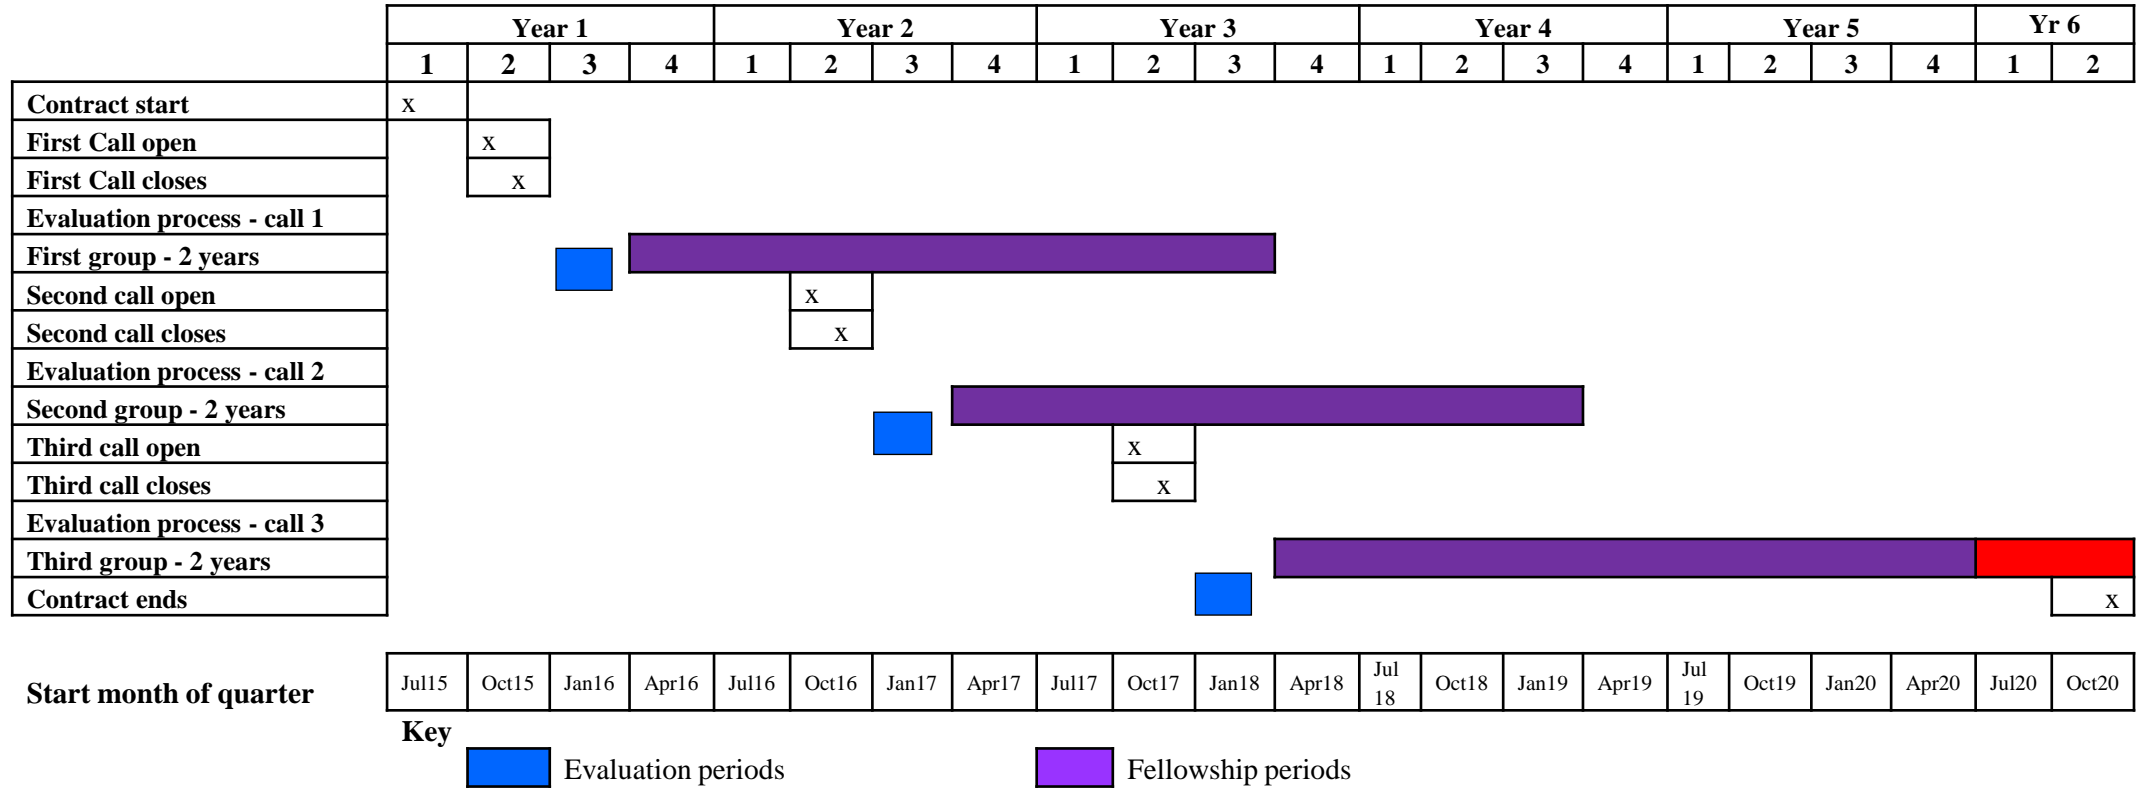 Year 1 Year 2 Year 3 Year 4 Year 5 Yr 6
1 2 3 4 1 2 3 4 1 2 3 4 1 2 3 4 1 2 3 4 1 2
Contract start x
First Call open x
First Call closes x
Evaluation process - call 1
First group - 2 years
Second call open x
Second call closes x
Evaluation process - call 2
Second group - 2 years
Third call open x
Third call closes x
Evaluation process - call 3
Third group - 2 years
Contract ends x
Start month of quarter Jul15 Oct15 Jan16 Apr16 Jul16 Oct16 Jan17 Apr17 Jul17 Oct17 Jan18 Apr18 Jul 18 Oct18 Jan19 Apr19 Jul 19 Oct19 Jan20 Apr20 Jul20 Oct20
Key
Evaluation periods Fellowship periods